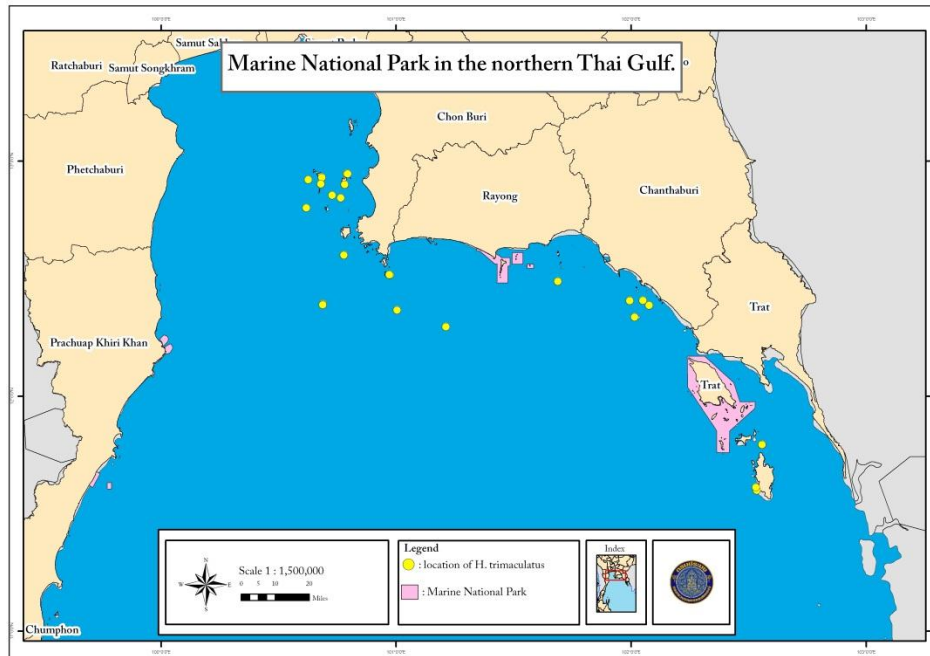 Marine National Park in the northern Thai Gulf.
Ratchaburi
Samut Songkhram
Chon Buri
Phetchaburi
Rayong
Chanthaburi
Trat
Prachuap Khiri Khan
Trat
Chumphon
N
W
E
S
Scale 1 : 1,500,000
0 5 10 20
Miles
Legend
: location of H. trimaculatus
: Marine National Park
Index